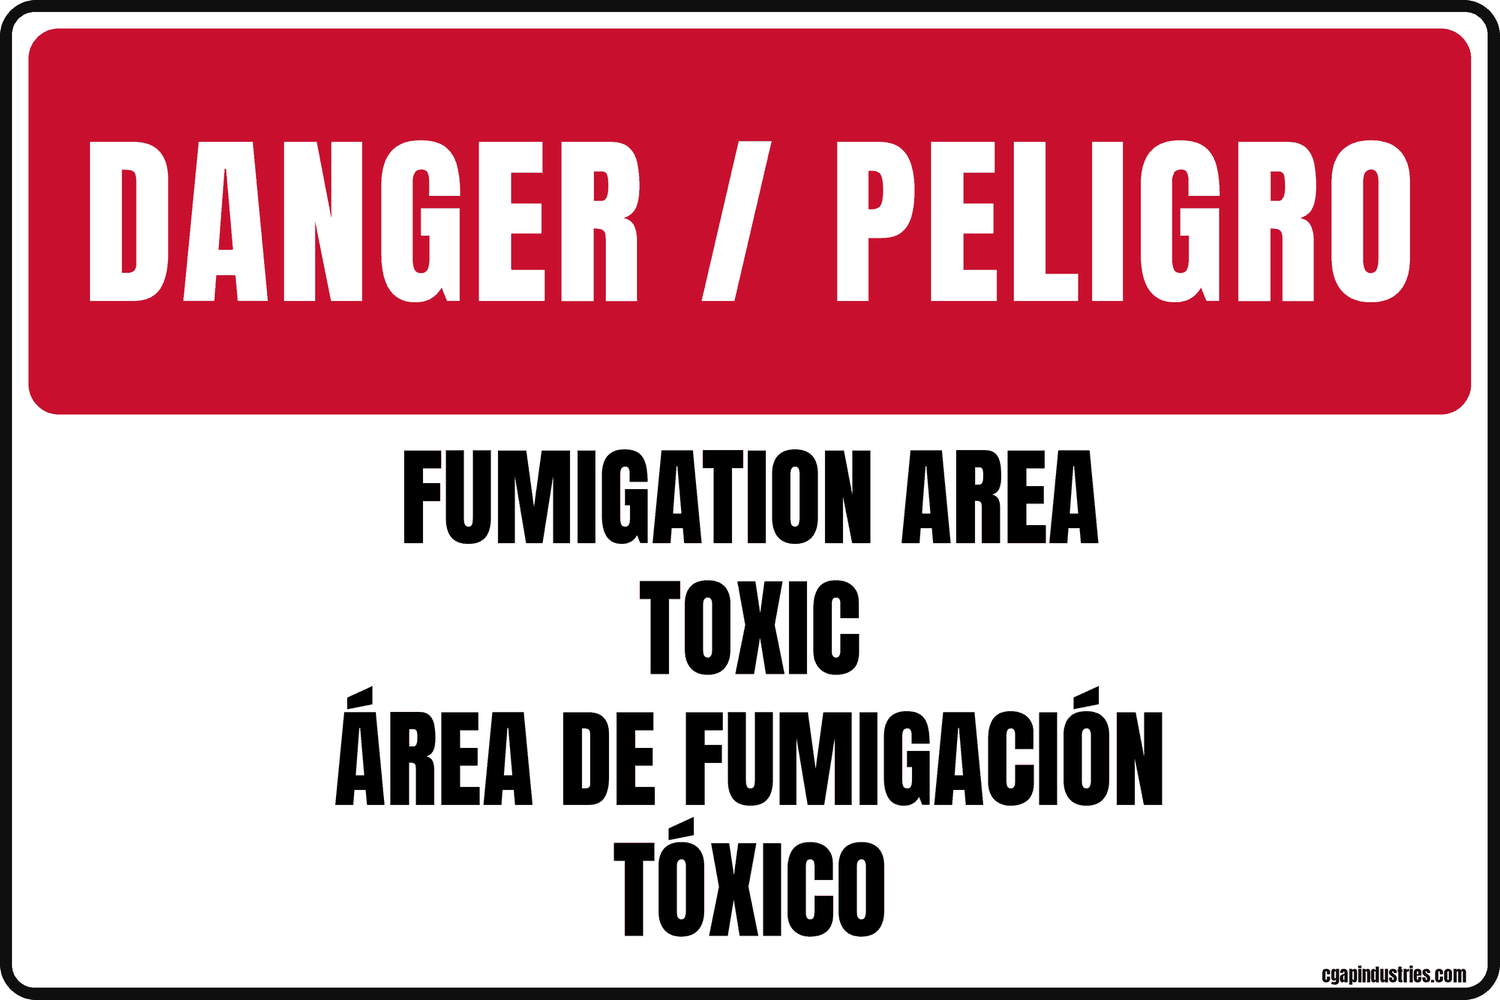 DANGER / PELIGRO
FUMIGATION AREA
TOXIC
ÁREA DE FUMIGACIÓN
TÓXICO
cgapindustries.com